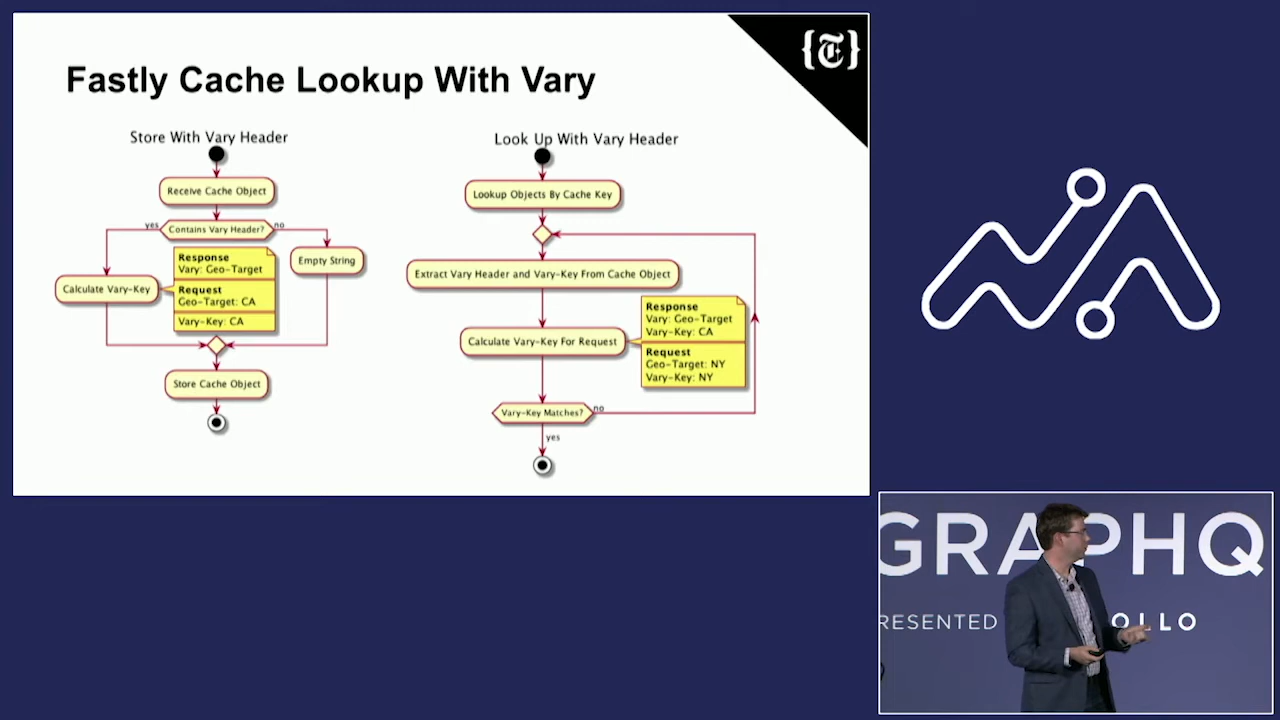 Fastly Cache Lookup With Vary
{T}
Store With Vary Header
Receive Cache Object
Contains Vary Header?
yes
no
Response
Vary: Geo-Target
Request
Geo-Target: CA
Vary-Key: CA
Calculate Vary-Key
Empty String
Store Cache Object
Look Up With Vary Header
Lookup Objects By Cache Key
Extract Vary Header and Vary-Key From Cache Object
Response
Vary: Geo-Target
Vary-Key: CA
Request
Geo-Target: NY
Vary-Key: NY
Calculate Vary-Key For Request
Vary-Key Matches?
no
yes
GRAPHQ
RESENTED
OLLO